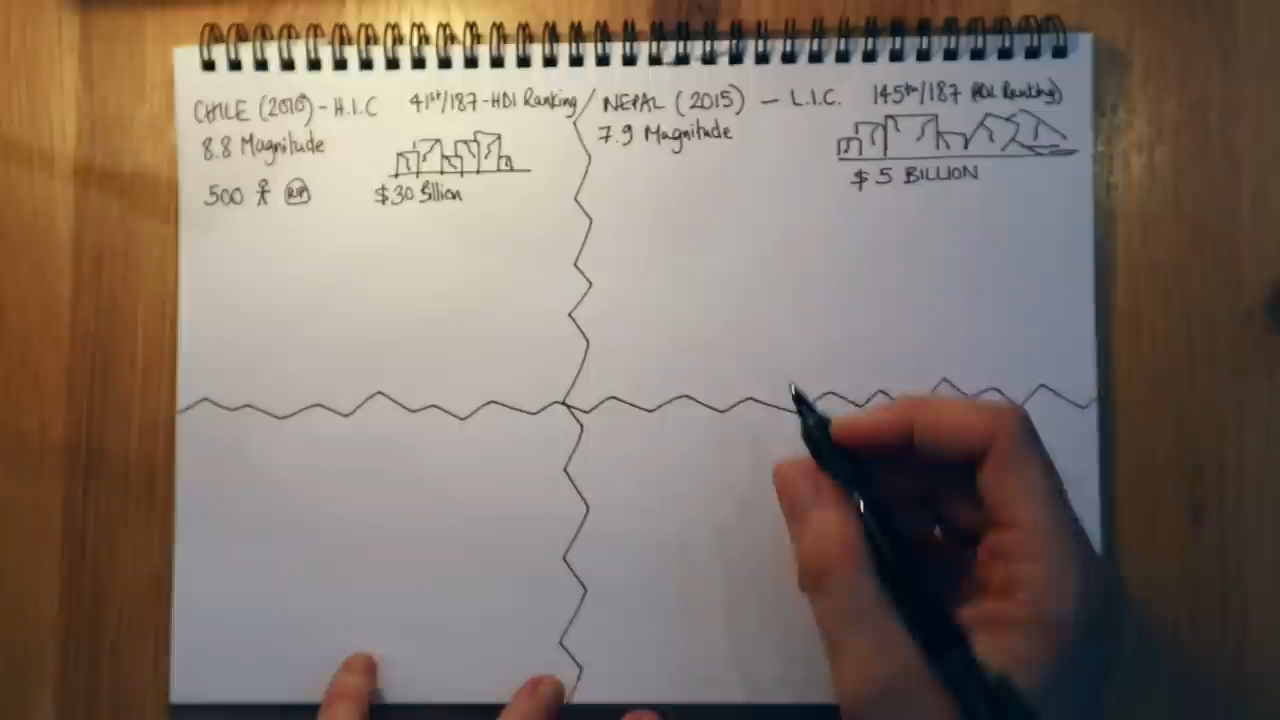 CHILE (2010) - H.I.C 41st/187 - HDI Ranking
8.8 Magnitude
500 RIP
$30 Billion
NEPAL (2015) - L.I.C. 145th/187 (HDI Ranking)
7.9 Magnitude
$5 BILLION